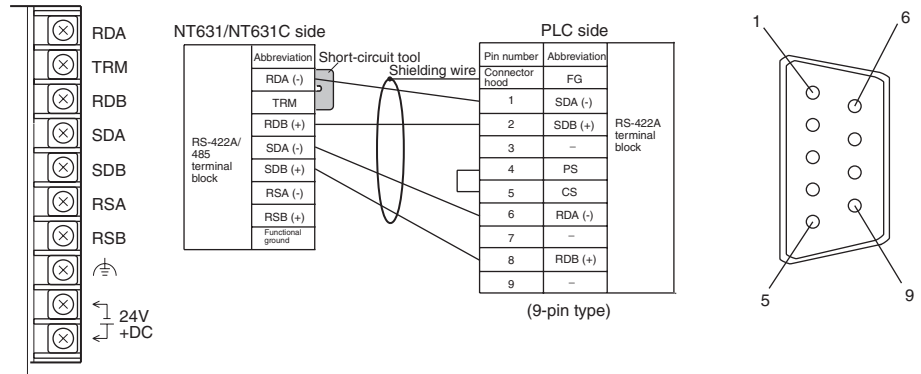 RDA
TRM
RDB
SDA
SDB
RSA
RSB
24V
+DC
NT631/NT631C side
Abbreviation
Short-circuit tool
Shielding wire
RS-422A/
485
terminal
block
RDA (-)
TRM
RDB (+)
SDA (-)
SDB (+)
RSA (-)
RSB (+)
Functional
ground
PLC side
Pin number Abbreviation
Connector
hood
FG
1 SDA (-)
2 SDB (+)
3 –
4 PS
5 CS
6 RDA (-)
7 –
8 RDB (+)
9 –
RS-422A
terminal
block
(9-pin type)
1
6
5
9